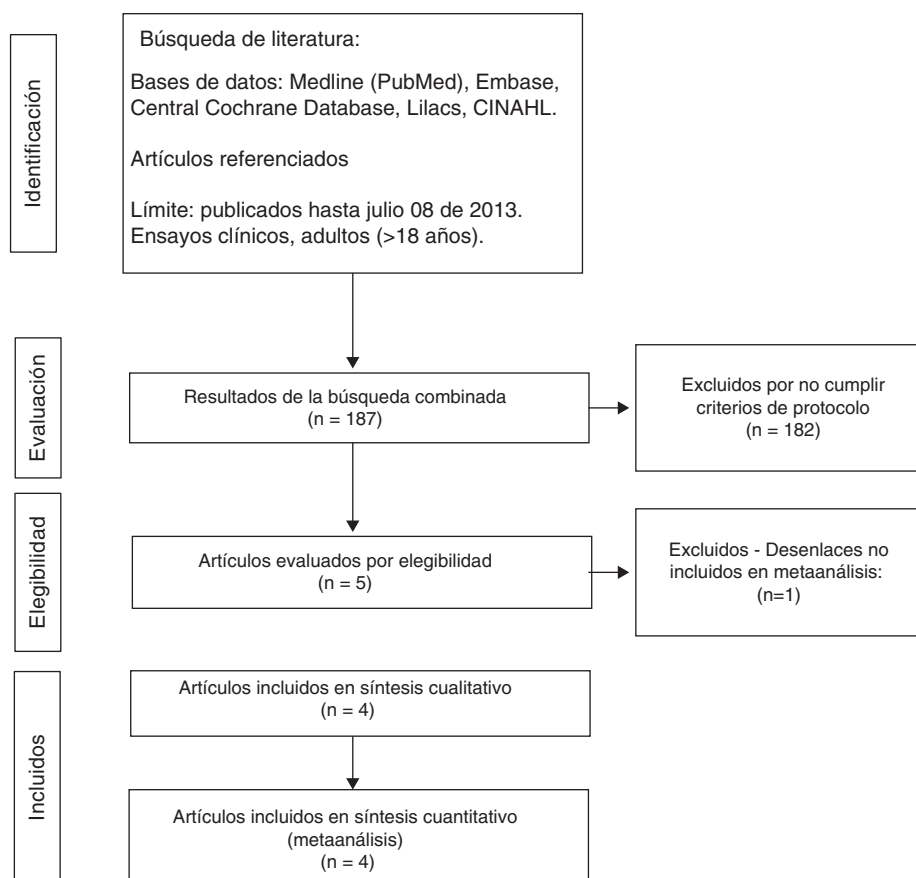 Identificación
Búsqueda de literatura:
Bases de datos: Medline (PubMed), Embase,
Central Cochrane Database, Lilacs, CINAHL.
Artículos referenciados
Límite: publicados hasta julio 08 de 2013.
Ensayos clínicos, adultos (>18 años).
Evaluación
Resultados de la búsqueda combinada
(n = 187)
Excluidos por no cumplir
criterios de protocolo
(n = 182)
Elegibilidad
Artículos evaluados por elegibilidad
(n = 5)
Excluidos - Desenlaces no
incluidos en metaanálisis:
(n=1)
Incluidos
Artículos incluidos en síntesis cualitativo
(n = 4)
Artículos incluidos en síntesis cuantitativo
(metaanálisis)
(n = 4)